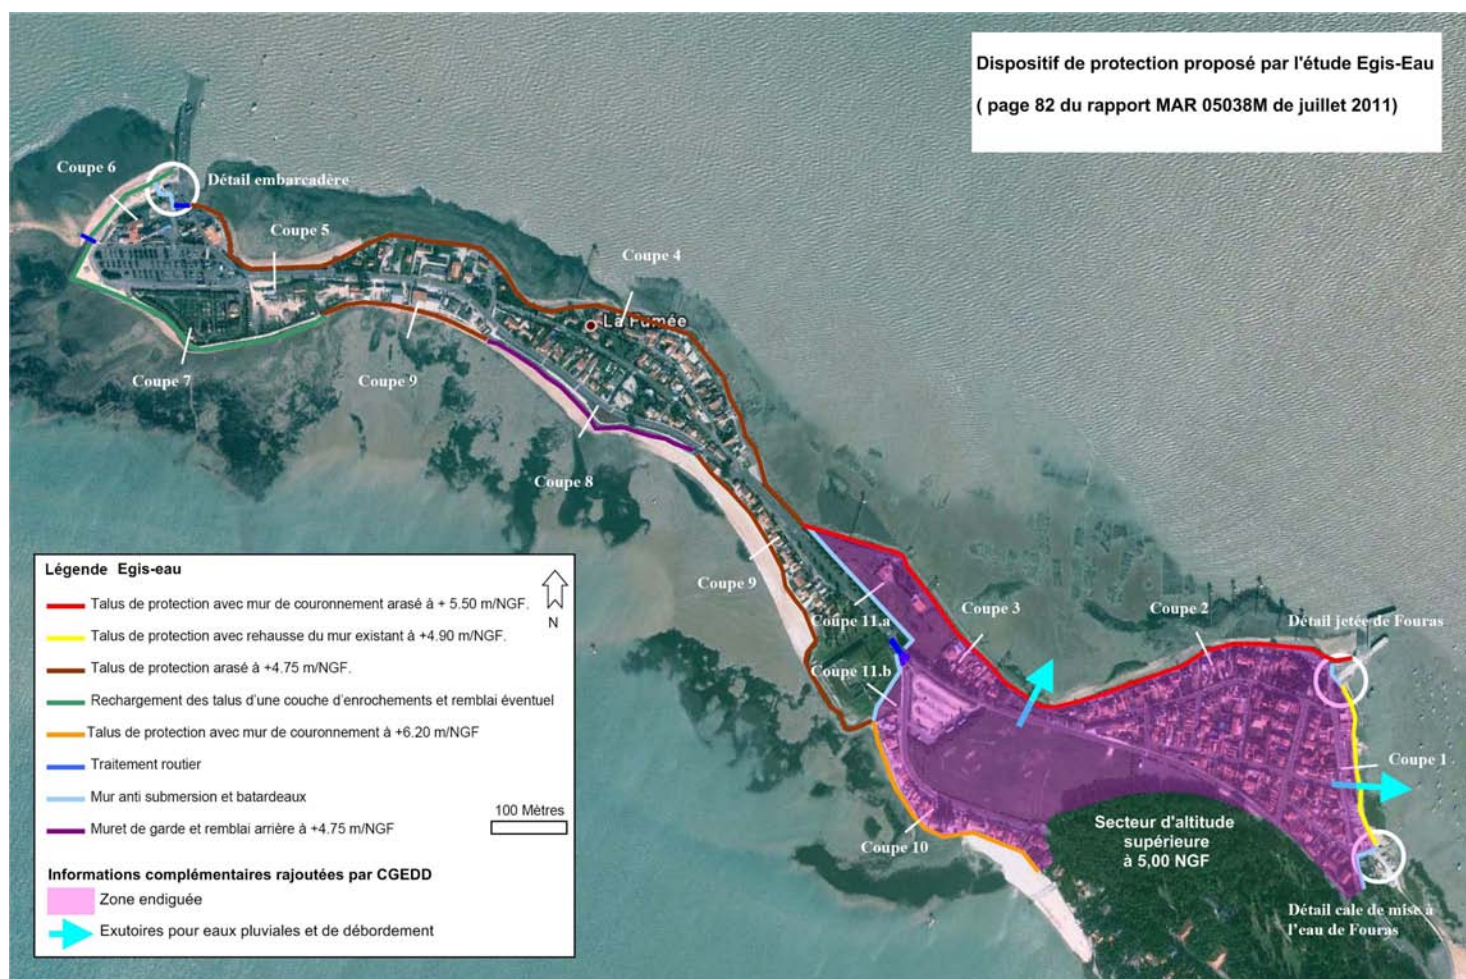 Dispositif de protection proposé par l'étude Egis-Eau
( page 82 du rapport MAR 05038M de juillet 2011)
Coupe 6
Détail embarcadère
Coupe 5
Coupe 4
La Fumée
Coupe 7
Coupe 9
Coupe 8
Coupe 9
Coupe 11.a
Coupe 3
Coupe 2
Détail jetée de Fouras
Coupe 11.b
Coupe 1
Coupe 10
Secteur d'altitude
supérieure
à 5,00 NGF
Détail cale de mise à
l'eau de Fouras
Légende Egis-eau
N
Talus de protection avec mur de couronnement arasé à + 5.50 m/NGF.
Talus de protection avec rehausse du mur existant à +4.90 m/NGF.
Talus de protection arasé à +4.75 m/NGF.
Rechargement des talus d'une couche d'enrochements et remblai éventuel
Talus de protection avec mur de couronnement à +6.20 m/NGF
Traitement routier
Mur anti submersion et batardeaux
100 Mètres
Muret de garde et remblai arrière à +4.75 m/NGF
Informations complémentaires rajoutées par CGEDD
Zone endiguée
Exutoires pour eaux pluviales et de débordement